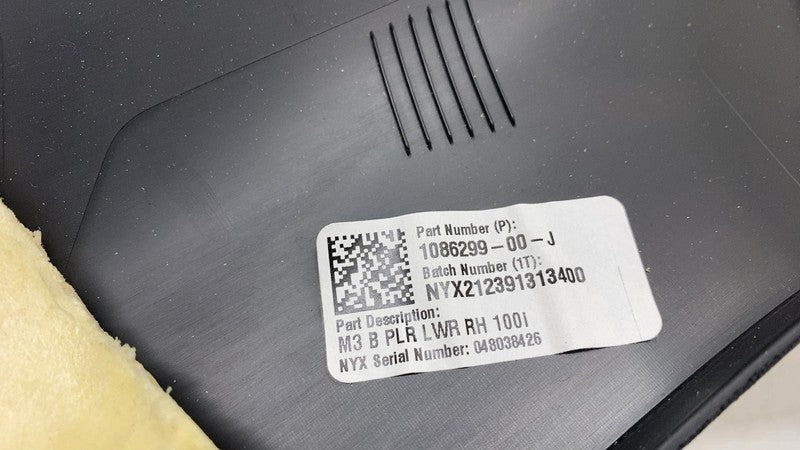 Part Number (P):
1086299-00-J
Batch Number (1T):
NYX212391313400
Part Description:
M3 B PLR LWR RH 100i
NYX Serial Number: 048038426